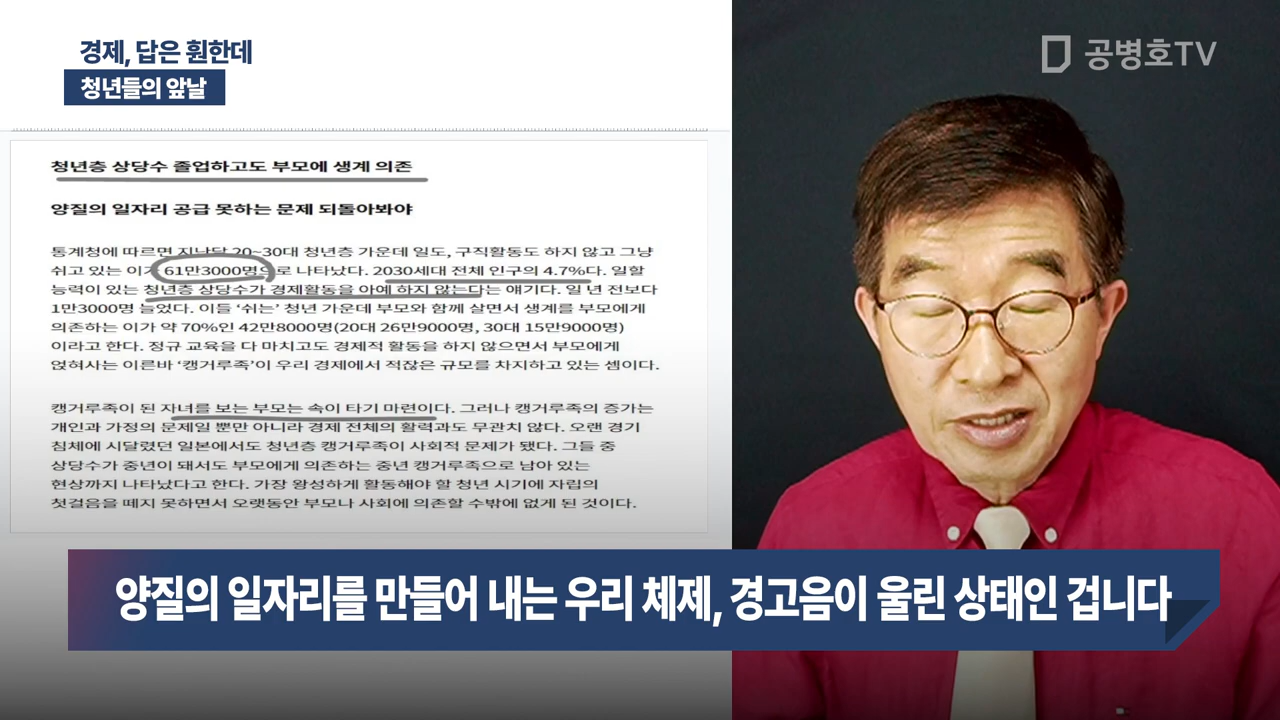 경제, 답은 훤한데
청년들의 앞날
공병호TV
청년층 상당수 졸업하고도 부모에 생계 의존
양질의 일자리 공급 못하는 문제 되돌아봐야
통계청에 따르면 지난달 20~30대 청년층 가운데 일도, 구직활동도 하지 않고 그냥
쉬고 있는 이가 61만3000명으로 나타났다. 2030세대 전체 인구의 4.7%다. 일할
능력이 있는 청년층 상당수가 경제활동을 아예 하지 않는다는 얘기다. 일 년 전보다
1만3000명 늘었다. 이들 ‘쉬는’ 청년 가운데 부모와 함께 살면서 생계를 부모에게
의존하는 이가 약 70%인 42만8000명(20대 26만9000명, 30대 15만9000명)
이라고 한다. 정규 교육을 다 마치고도 경제적 활동을 하지 않으면서 부모에게
얹혀사는 이른바 ‘캥거루족’이 우리 경제에서 적잖은 규모를 차지하고 있는 셈이다.
캥거루족이 된 자녀를 보는 부모는 속이 타기 마련이다. 그러나 캥거루족의 증가는
개인과 가정의 문제일 뿐만 아니라 경제 전체의 활력과도 무관치 않다. 오랜 경기
침체에 시달렸던 일본에서도 청년층 캥거루족이 사회적 문제가 됐다. 그들 중
상당수가 중년이 돼서도 부모에게 의존하는 중년 캥거루족으로 남아 있는
현상까지 나타났다고 한다. 가장 왕성하게 활동해야 할 청년 시기에 자립의
첫걸음을 떼지 못하면서 오랫동안 부모나 사회에 의존할 수밖에 없게 된 것이다.
양질의 일자리를 만들어 내는 우리 체제, 경고음이 울린 상태인 겁니다